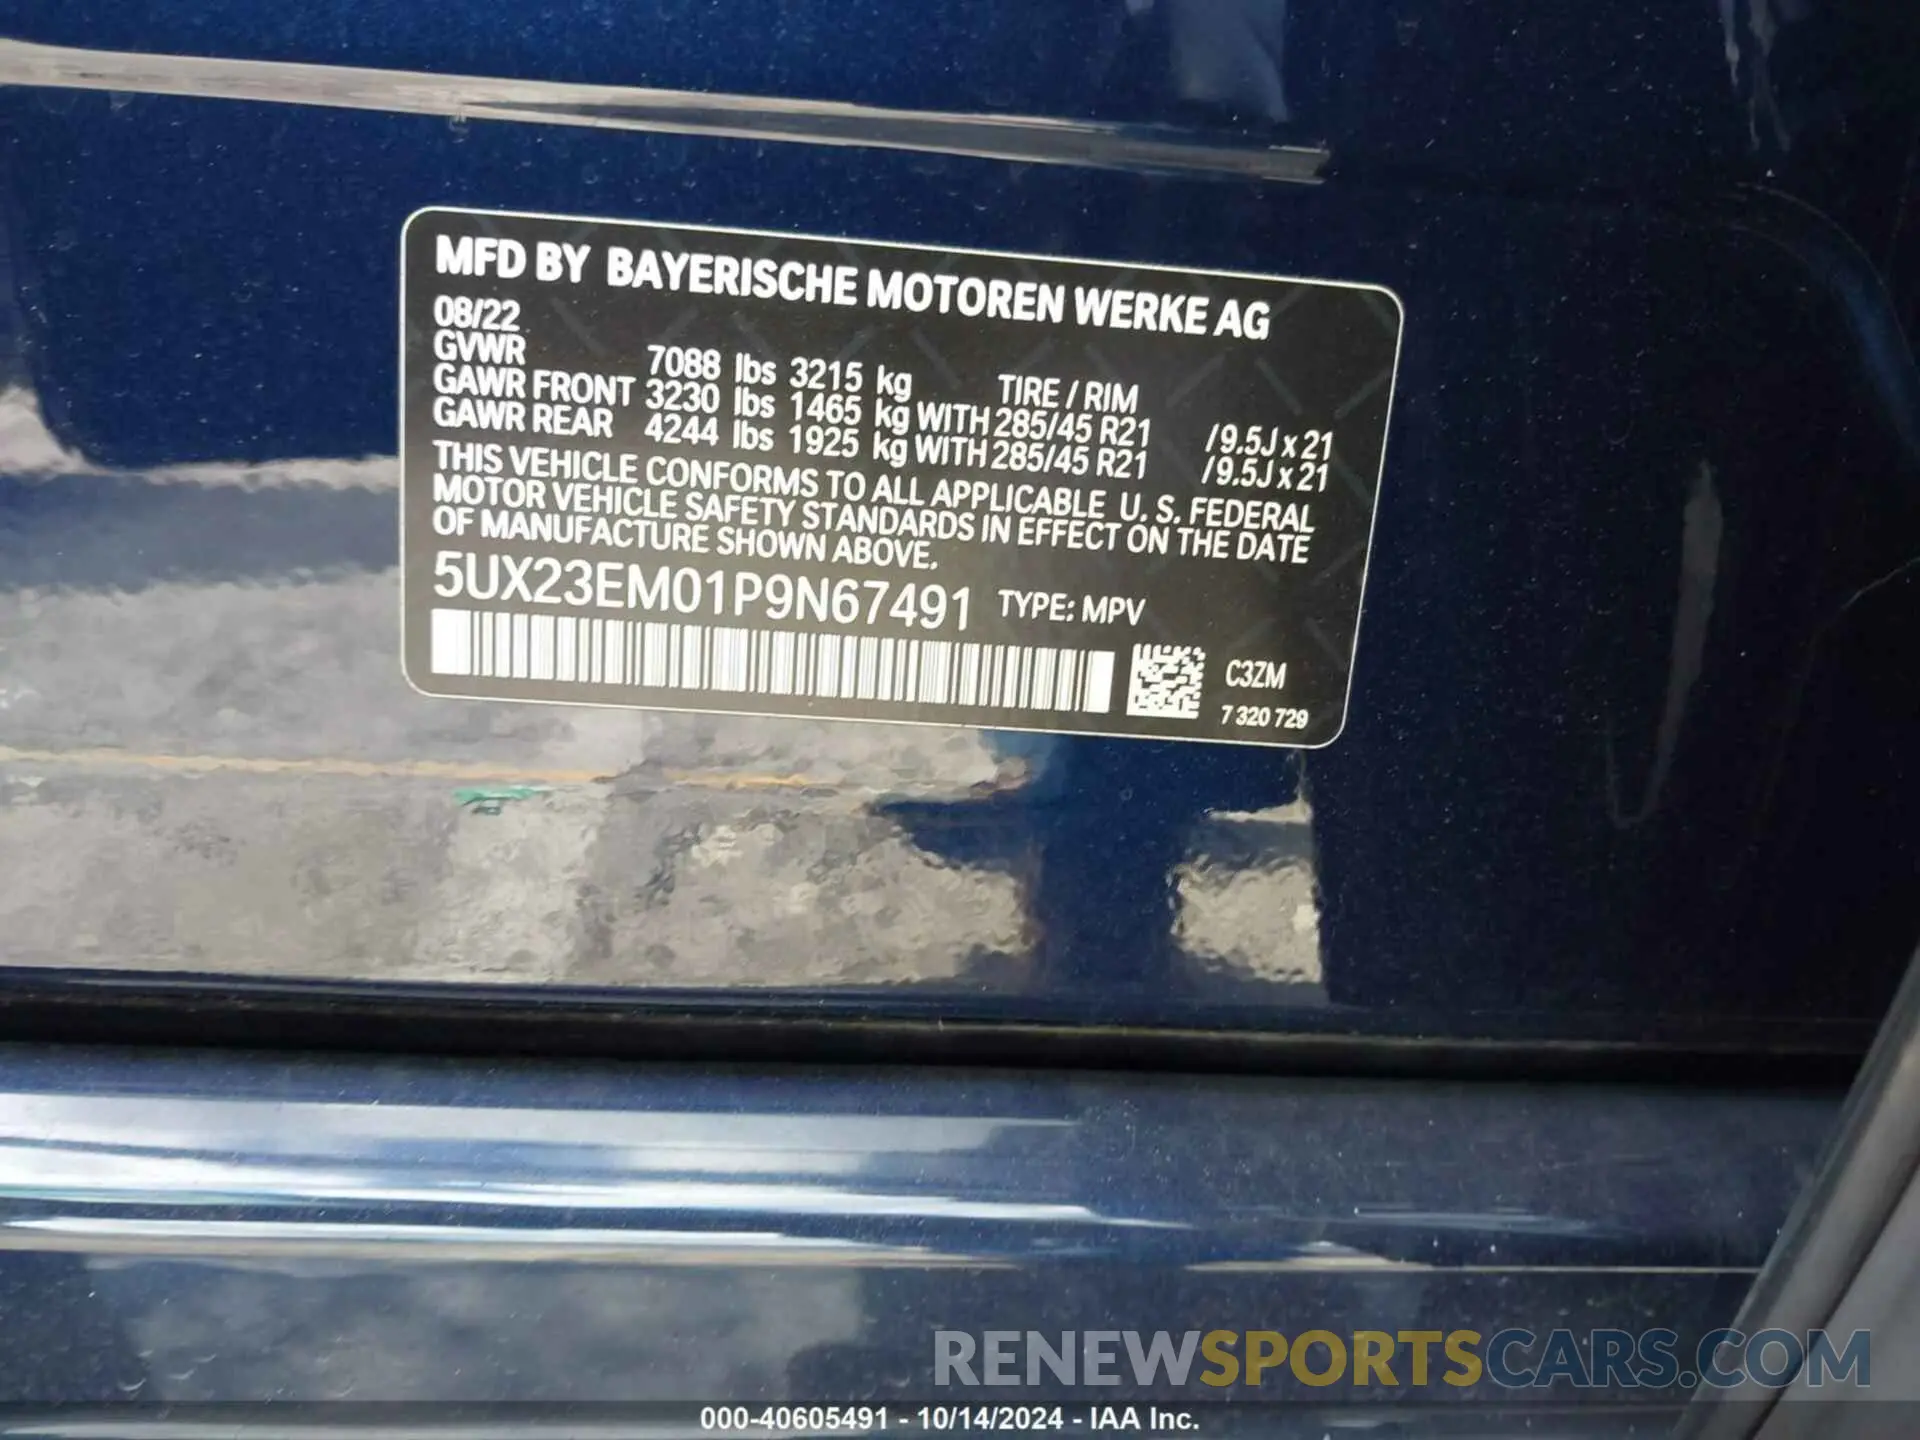 MFD BY BAYERISCHE MOTOREN WERKE AG
08/22
GVWR 7088 lbs 3215 kg TIRE / RIM
GAWR FRONT 3230 lbs 1465 kg WITH 285/45 R21 /9.5J x 21
GAWR REAR 4244 lbs 1925 kg WITH 285/45 R21 /9.5J x 21
THIS VEHICLE CONFORMS TO ALL APPLICABLE U. S. FEDERAL
MOTOR VEHICLE SAFETY STANDARDS IN EFFECT ON THE DATE
OF MANUFACTURE SHOWN ABOVE.
5UX23EM01P9N67491 TYPE: MPV
C3ZM
7 320 729
RENEWSPORTSCARS.COM
000-40605491 - 10/14/2024 - IAA Inc.